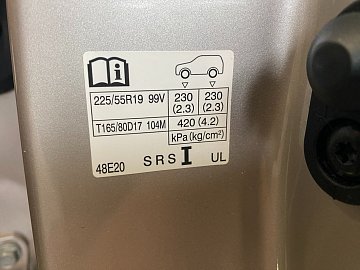 225/55R19 99V 230 (2.3) 230 (2.3)
T165/80D17 104M 420 (4.2)
kPa (kg/cm²)
48E20 SRS I UL